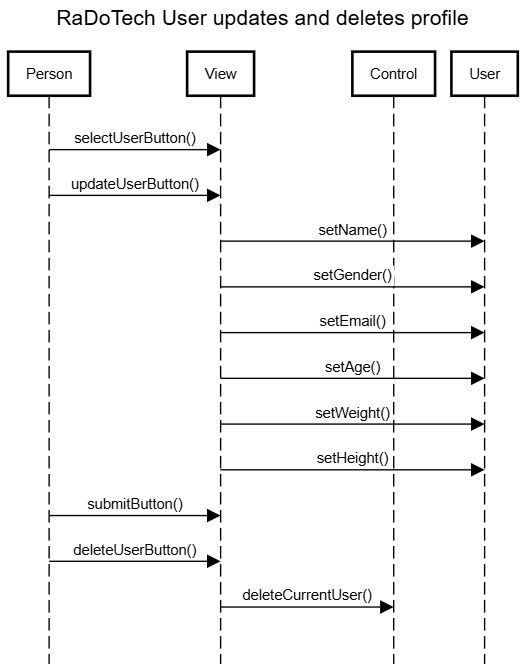 RaDoTech User updates and deletes profile
Person
View
Control
User
selectUserButton()
updateUserButton()
setName()
setGender()
setEmail()
setAge()
setWeight()
setHeight()
submitButton()
deleteUserButton()
deleteCurrentUser()